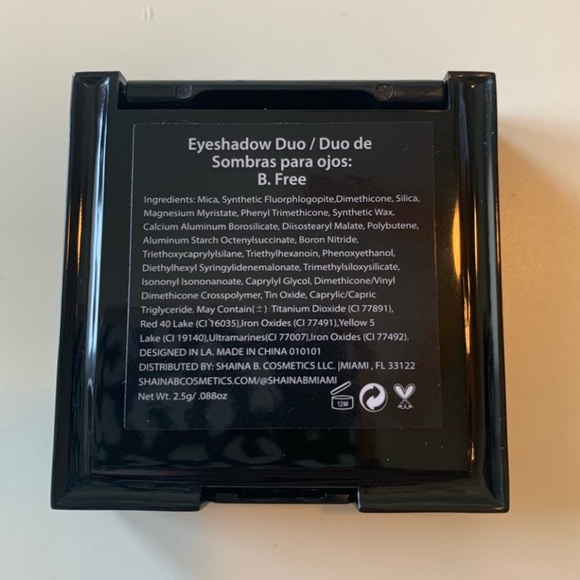 Eyeshadow Duo / Duo de
Sombras para ojos:
B. Free
Ingredients: Mica, Synthetic Fluorphlogopite,Dimethicone, Silica,
Magnesium Myristate, Phenyl Trimethicone, Synthetic Wax,
Calcium Aluminum Borosilicate, Diisostearyl Malate, Polybutene,
Aluminum Starch Octenylsuccinate, Boron Nitride,
Triethoxycaprylylsilane, Triethylhexanoin, Phenoxyethanol,
Diethylhexyl Syringylidenemalonate, Trimethylsiloxysilicate,
Isononyl Isononanoate, Caprylyl Glycol, Dimethicone/Vinyl
Dimethicone Crosspolymer, Tin Oxide, Caprylic/Capric
Triglyceride. May Contain(±):Titanium Dioxide (CI 77891),
Red 40 Lake (CI 16035),Iron Oxides (CI 77491),Yellow 5
Lake (CI 19140),Ultramarines(CI 77007),Iron Oxides (CI 77492).
DESIGNED IN LA. MADE IN CHINA 010101
DISTRIBUTED BY: SHAINA B. COSMETICS LLC. |MIAMI , FL 33122
SHAINABCOSMETICS.COM/@SHAINABMIAMI
Net Wt. 2.5g/ .088oz
12M